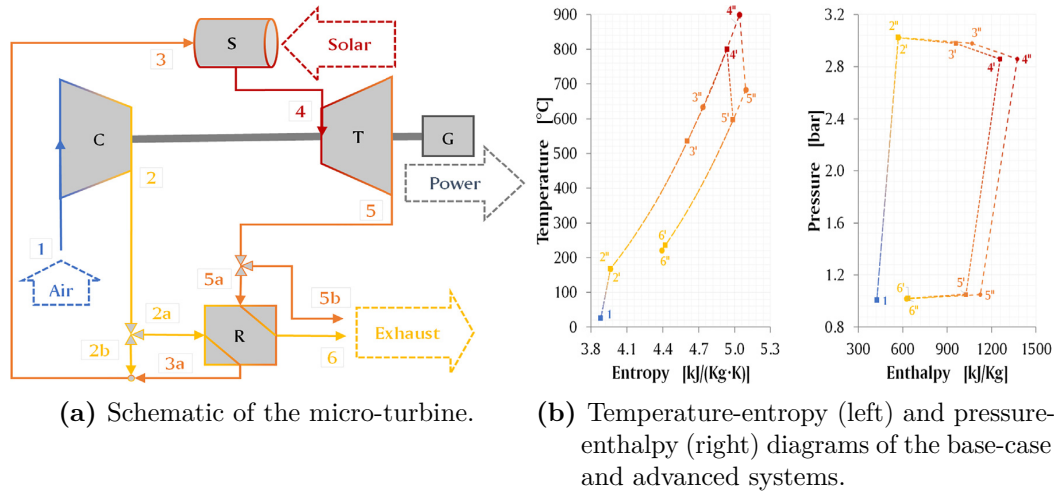 S
Solar
3
4
C
T
G
2
Power
1
5
Air
5a
5b
2a
R
Exhaust
2b
6
3a
(a) Schematic of the micro-turbine.
Temperature [°C]
900
800
700
600
500
400
300
200
100
0
3.8
4.1
4.4
4.7
5.0
5.3
Entropy [kJ/(Kg·K)]
4"
4'
3"
5"
5'
3'
2"
2'
6'
6"
1
Pressure [bar]
3.2
2.8
2.4
2.0
1.6
1.2
0.8
300
600
900
1200
1500
Enthalpy [kJ/Kg]
2"
2'
3"
3'
4'
4"
5'
5"
6'
6"
1
(b) Temperature-entropy (left) and pressure-
enthalpy (right) diagrams of the base-case
and advanced systems.